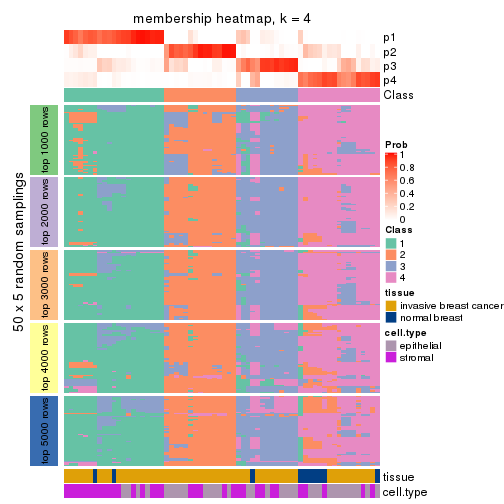 membership heatmap, k = 4
p1
p2
p3
p4
Class
50 x 5 random samplings
top 1000 rows
top 2000 rows
top 3000 rows
top 4000 rows
top 5000 rows
Prob
1
0.8
0.6
0.4
0.2
0
Class
1
2
3
4
tissue
invasive breast cancer
normal breast
cell.type
epithelial
stromal
tissue
cell.type